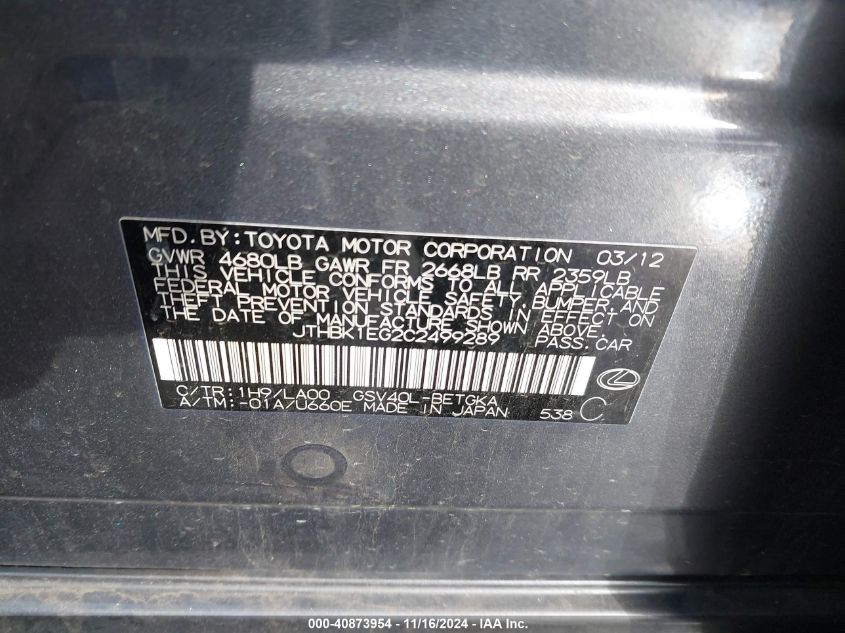 MFD. BY: TOYOTA MOTOR CORPORATION 03/12
GVWR 4680LB GAWR FR 2668LB RR 2359LB
THIS VEHICLE CONFORMS TO ALL APPLICABLE
FEDERAL MOTOR VEHICLE SAFETY, BUMPER AND
THEFT PREVENTION STANDARDS IN EFFECT ON
THE DATE OF MANUFACTURE SHOWN ABOVE.
JTHBK1EG2C2499289 PASS. CAR
C/TR: 1H9/LA00 GSV40L-BETGKA
A/TM: -01A/U660E MADE IN JAPAN 538 C
000-40873954 - 11/16/2024 - IAA Inc.